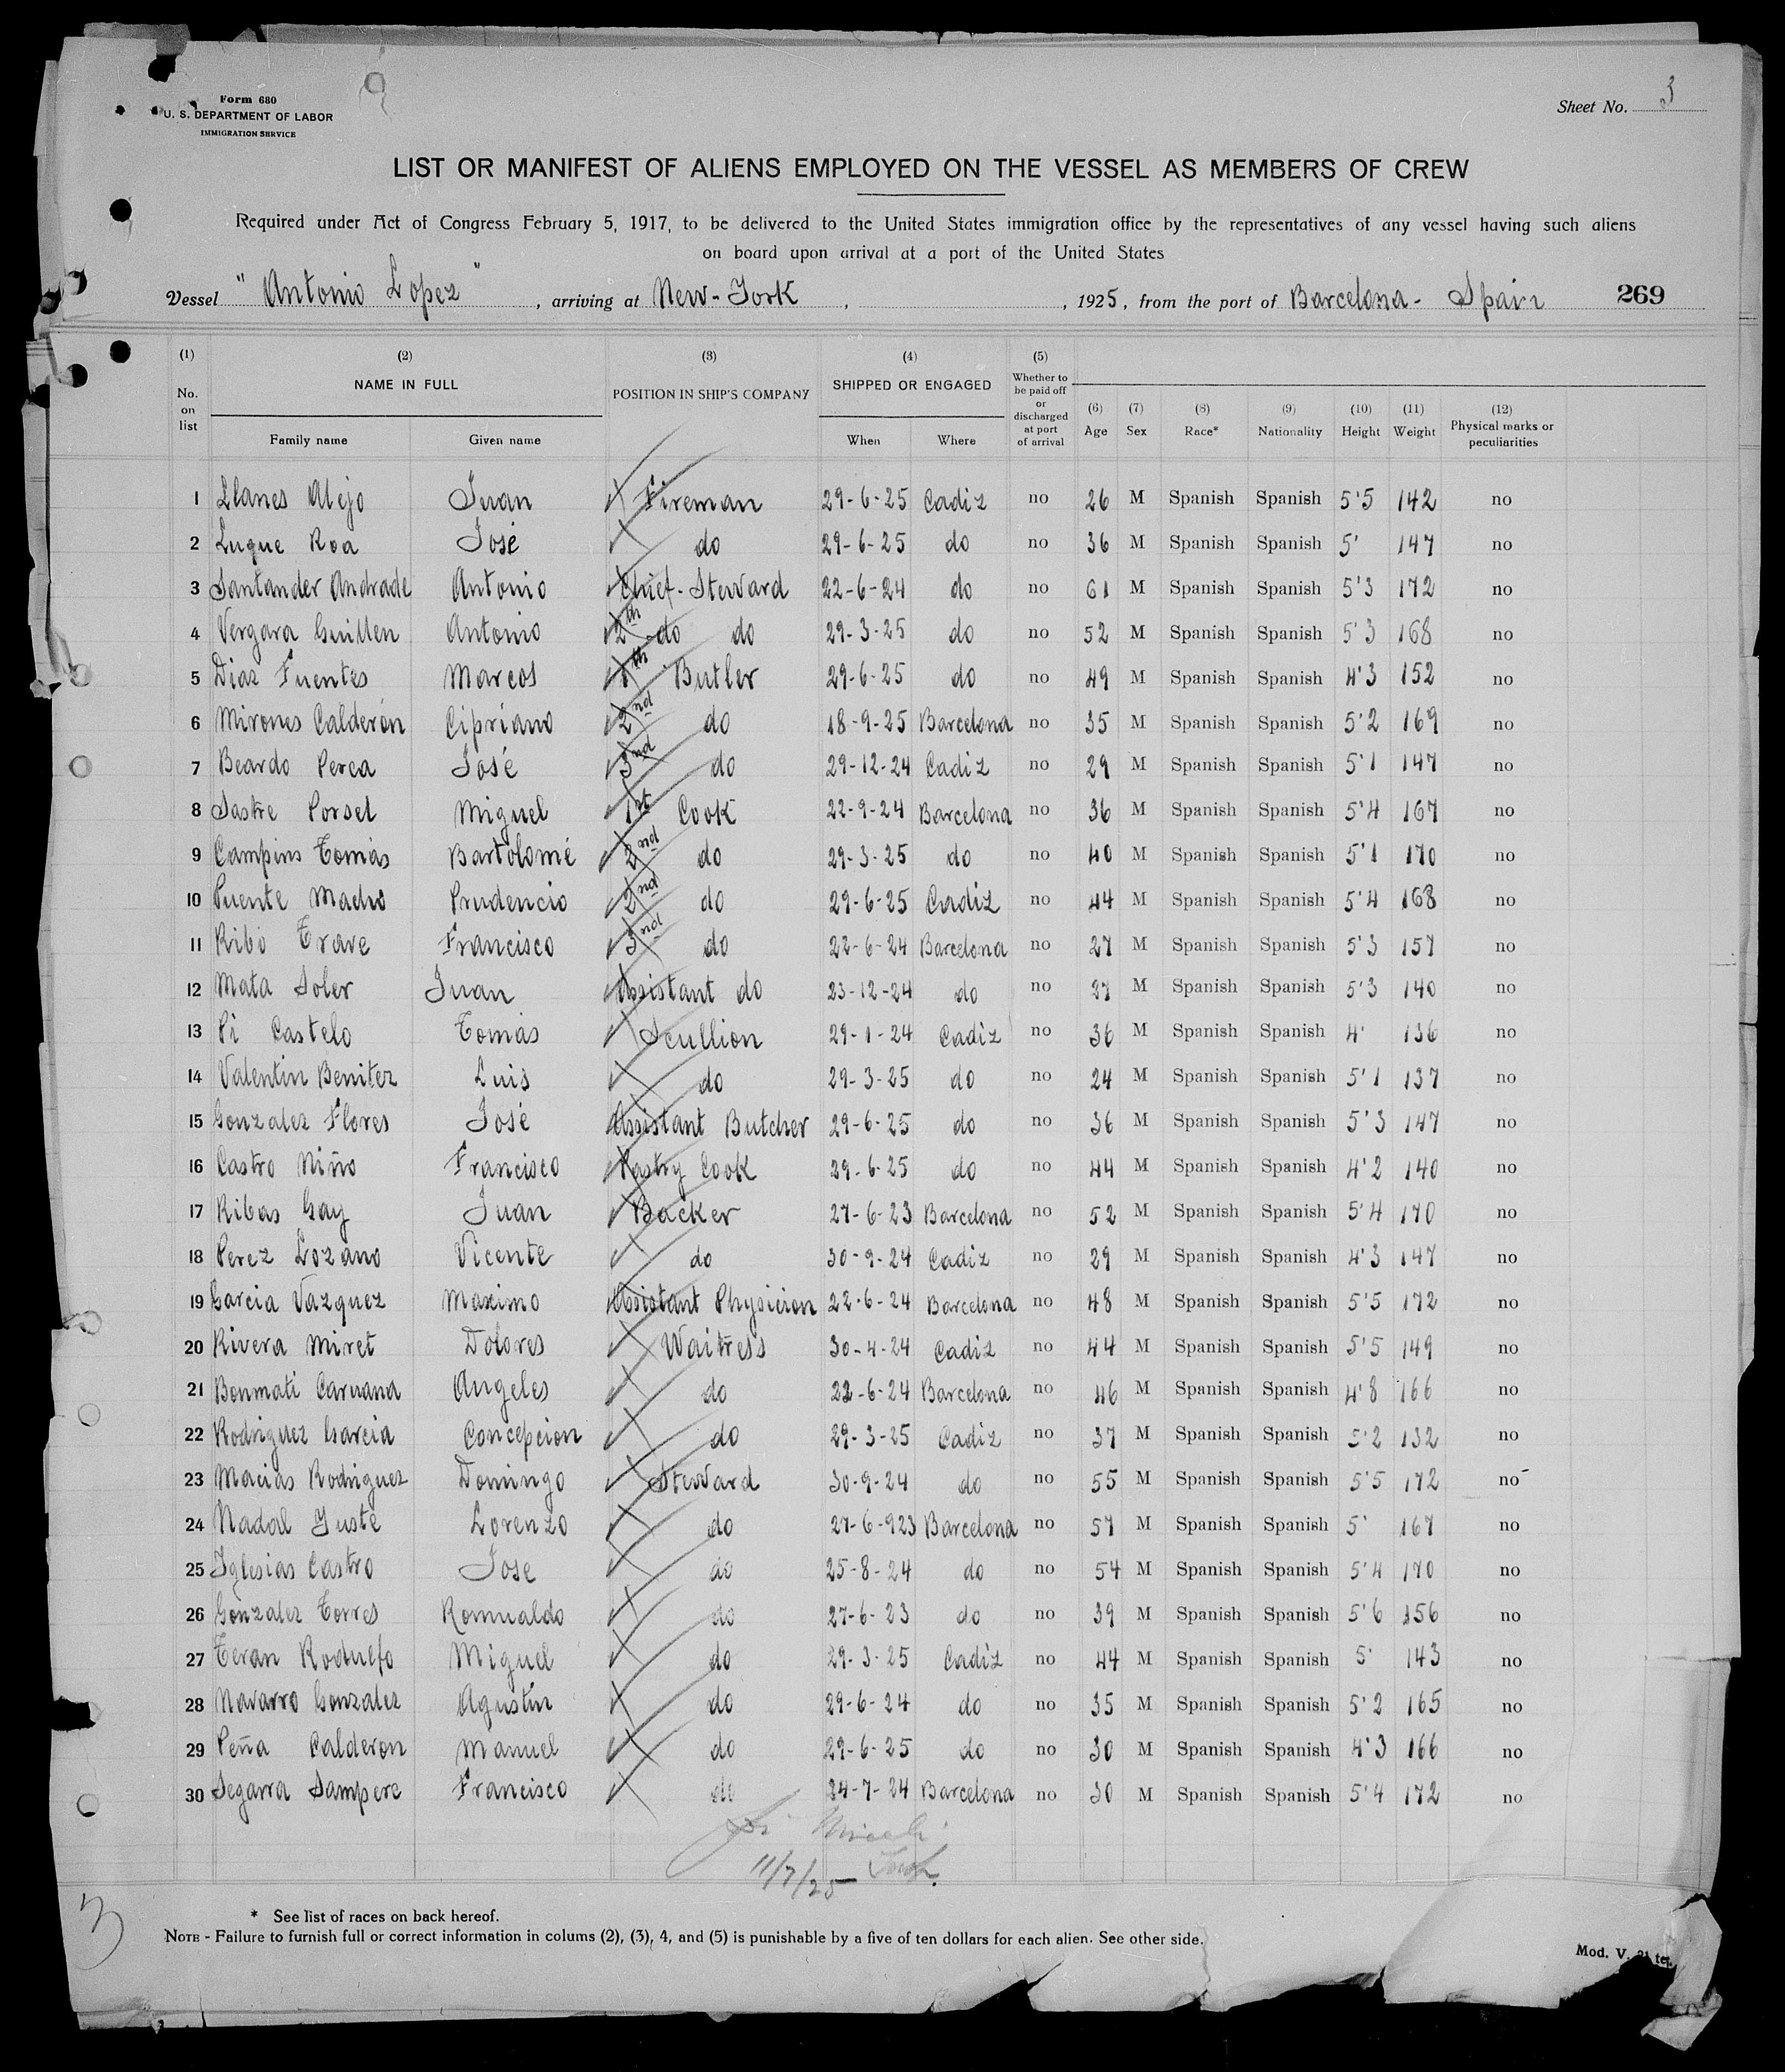 Form 680
U. S. DEPARTMENT OF LABOR
IMMIGRATION SERVICE
Sheet No. 3
LIST OR MANIFEST OF ALIENS EMPLOYED ON THE VESSEL AS MEMBERS OF CREW
Required under Act of Congress February 5, 1917, to be delivered to the United States immigration office by the representatives of any vessel having such aliens
on board upon arrival at a port of the United States
Vessel "Antonio Lopez", arriving at New-York, , 1925, from the port of Barcelona - Spain 269
(1) (2) (3) (4) (5)
No. on list NAME IN FULL POSITION IN SHIP'S COMPANY SHIPPED OR ENGAGED Whether to be paid off or discharged at port of arrival (6) Age (7) Sex (8) Race* (9) Nationality (10) Height (11) Weight (12) Physical marks or peculiarities
Family name Given name When Where
1 Llanes Alejo Juan Fireman 29-6-25 Cadiz no 26 M Spanish Spanish 5'5 142 no
2 Luque Roa José do 29-6-25 do no 36 M Spanish Spanish 5' 147 no
3 Santander Andrade Antonio Chief-Steward 22-6-24 do no 61 M Spanish Spanish 5'3 172 no
4 Vergara Guillen Antonio 2th do do 29-3-25 do no 52 M Spanish Spanish 5'3 168 no
5 Diaz Fuentes Marcos 1th Butler 29-6-25 do no 49 M Spanish Spanish 4'3 152 no
6 Mirones Calderón Cipriano 2nd do 18-9-25 Barcelona no 35 M Spanish Spanish 5'2 169 no
7 Beardo Perea José 3nd do 29-12-24 Cadiz no 29 M Spanish Spanish 5'1 147 no
8 Sastre Porsel Miguel 1st Cook 22-9-24 Barcelona no 36 M Spanish Spanish 5'4 167 no
9 Campins Tomás Bartolomé 2nd do 29-3-25 do no 40 M Spanish Spanish 5'1 170 no
10 Puente Macho Prudencio 2nd do 29-6-25 Cadiz no 44 M Spanish Spanish 5'4 168 no
11 Ribó Trave Francisco 3nd do 22-6-24 Barcelona no 27 M Spanish Spanish 5'3 157 no
12 Mata Soler Juan Assistant do 23-12-24 do no 27 M Spanish Spanish 5'3 140 no
13 Pi Castelo Tomás Scullion 29-1-24 Cadiz no 36 M Spanish Spanish 4' 136 no
14 Valentin Benitez Luis do 29-3-25 do no 24 M Spanish Spanish 5'1 137 no
15 Gonzalez Flores José Assistant Butcher 29-6-25 do no 36 M Spanish Spanish 5'3 147 no
16 Castro Niño Francisco Pastry Cook 29-6-25 do no 44 M Spanish Spanish 4'2 140 no
17 Ribas Gay Juan Backer 27-6-23 Barcelona no 52 M Spanish Spanish 5'4 170 no
18 Perez Lozano Vicente do 30-9-24 Cadiz no 29 M Spanish Spanish 4'3 147 no
19 Garcia Vazquez Maximo Assistant Physician 22-6-24 Barcelona no 48 M Spanish Spanish 5'5 172 no
20 Rivera Miret Dolores Waitress 30-4-24 Cadiz no 44 M Spanish Spanish 5'5 149 no
21 Bonmati Caruana Angeles do 22-6-24 Barcelona no 46 M Spanish Spanish 4'8 166 no
22 Rodriguez Garcia Concepcion do 29-3-25 Cadiz no 37 M Spanish Spanish 5'2 132 no
23 Macias Rodriguez Domingo Steward 30-9-24 do no 55 M Spanish Spanish 5'5 172 no
24 Nadal Yuste Lorenzo do 27-6-923 Barcelona no 57 M Spanish Spanish 5' 167 no
25 Iglesias Castro Jose do 25-8-24 do no 54 M Spanish Spanish 5'4 170 no
26 Gonzalez Torres Romualdo do 27-6-23 do no 39 M Spanish Spanish 5'6 156 no
27 Teran Rodulfo Miguel do 29-3-25 Cadiz no 44 M Spanish Spanish 5' 143 no
28 Navarro Gonzalez Agustin do 29-6-24 do no 35 M Spanish Spanish 5'2 165 no
29 Peña Calderon Manuel do 29-6-25 do no 30 M Spanish Spanish 4'3 166 no
30 Segarra Sampere Francisco do 24-7-24 Barcelona no 30 M Spanish Spanish 5'4 172 no
11/7/25
3
* See list of races on back hereof.
NOTE - Failure to furnish full or correct information in colums (2), (3), 4, and (5) is punishable by a five of ten dollars for each alien. See other side.
Mod. V.